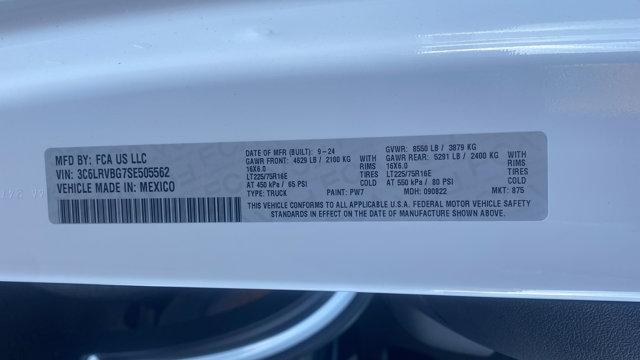 MFD BY: FCA US LLC
VIN: 3C6LRVBG7SE505562
VEHICLE MADE IN: MEXICO
DATE OF MFR (BUILT): 9-24 GVWR: 8550 LB / 3879 KG
GAWR FRONT: 4629 LB / 2100 KG WITH GAWR REAR: 5291 LB / 2400 KG WITH
16X6.0 RIMS 16X6.0 RIMS
LT225/75R16E TIRES LT225/75R16E TIRES
AT 450 kPa / 65 PSI COLD AT 550 kPa / 80 PSI COLD
TYPE: TRUCK PAINT: PW7 MDH: 090822 MKT: 875
THIS VEHICLE CONFORMS TO ALL APPLICABLE U.S.A. FEDERAL MOTOR VEHICLE SAFETY
STANDARDS IN EFFECT ON THE DATE OF MANUFACTURE SHOWN ABOVE.